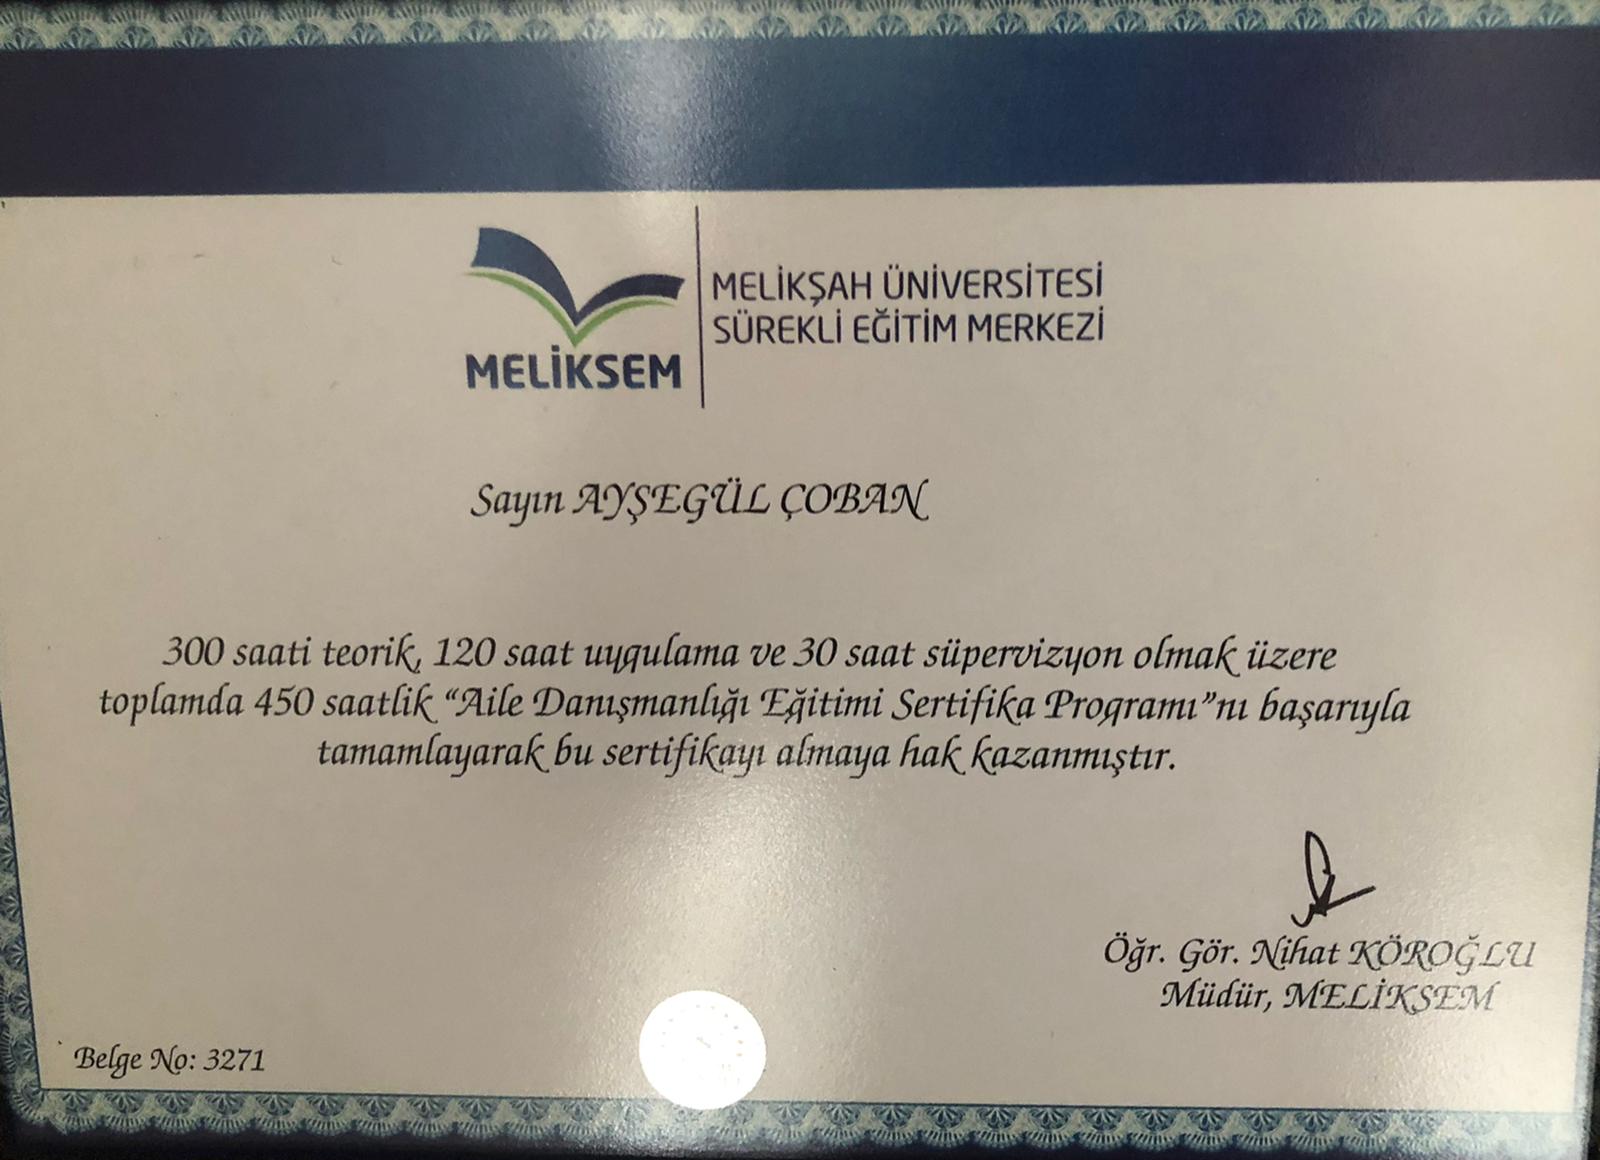 MELİKSEM
MELİKŞAH ÜNİVERSİTESİ
SÜREKLİ EĞİTİM MERKEZİ
Sayın AYŞEGÜL ÇOBAN
300 saati teorik, 120 saat uygulama ve 30 saat süpervizyon olmak üzere
toplamda 450 saatlik “Aile Danışmanlığı Eğitimi Sertifika Programı”nı başarıyla
tamamlayarak bu sertifikayı almaya hak kazanmıştır.
Öğr. Gör. Nihat KÖROĞLU
Müdür, MELİKSEM
Belge No: 3271